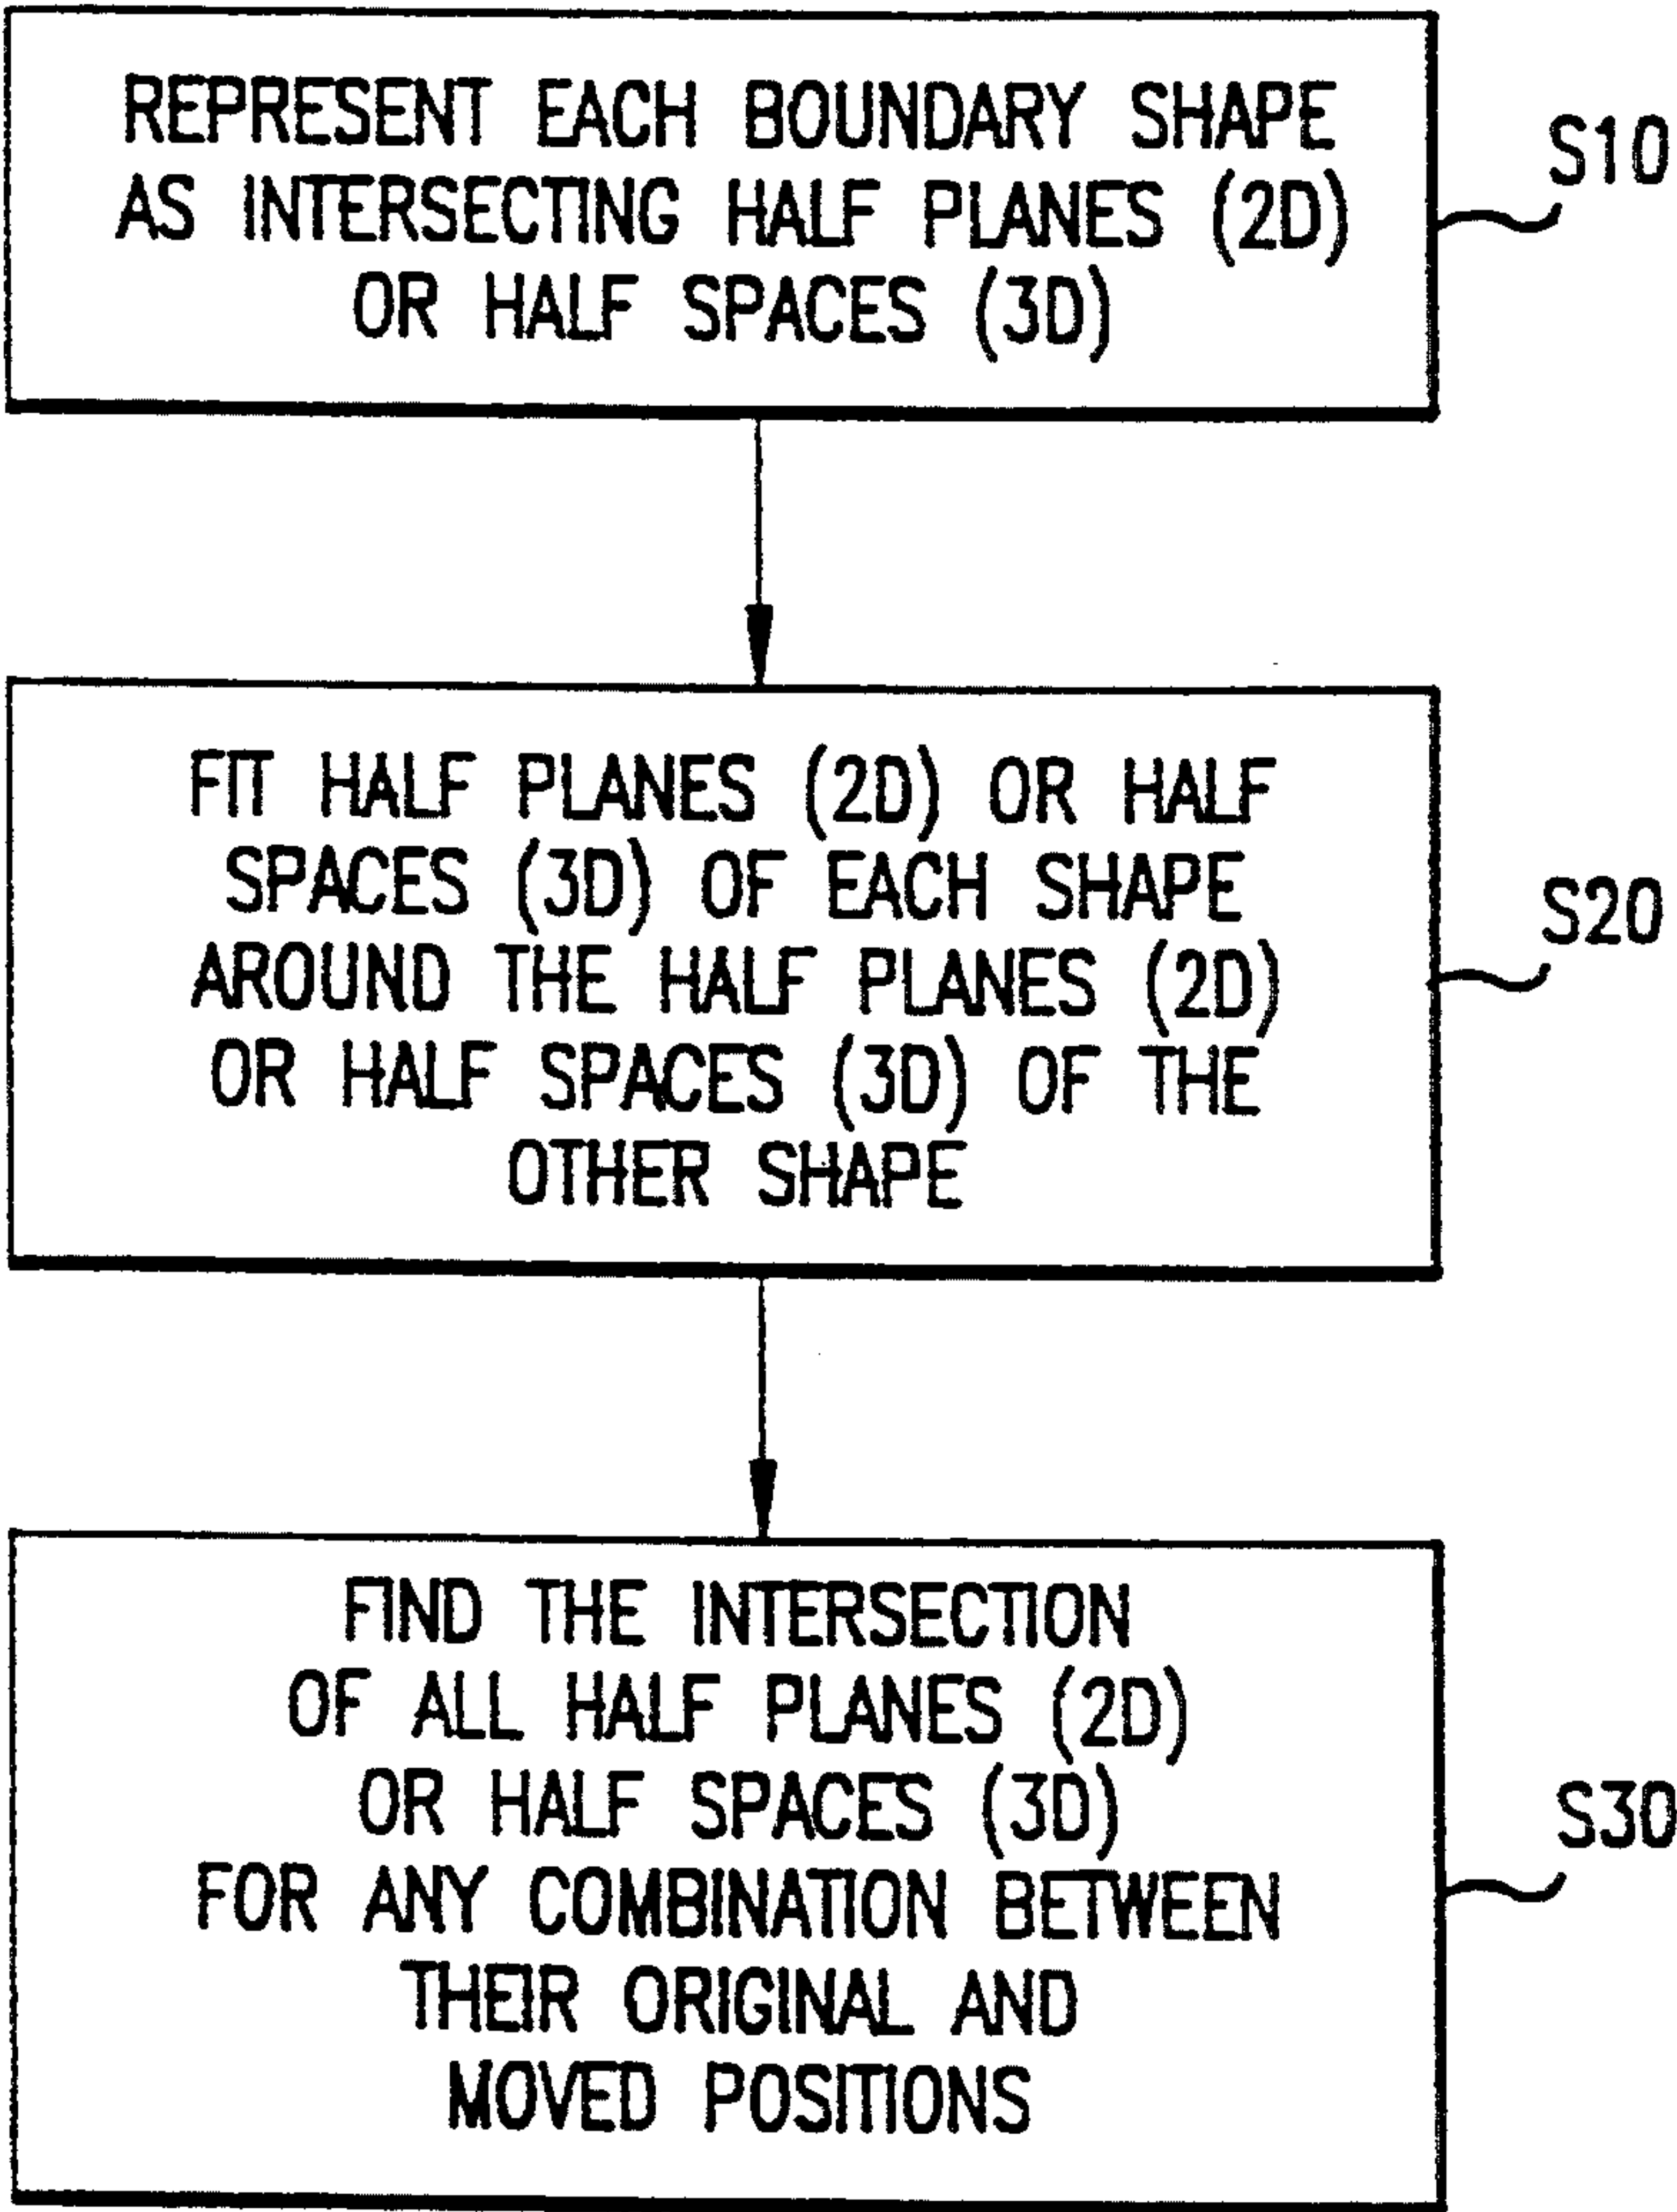 REPRESENT EACH BOUNDARY SHAPE
AS INTERSECTING HALF PLANES (2D)
OR HALF SPACES (3D)
S10
FIT HALF PLANES (2D) OR HALF
SPACES (3D) OF EACH SHAPE
AROUND THE HALF PLANES (2D)
OR HALF SPACES (3D) OF THE
OTHER SHAPE
S20
FIND THE INTERSECTION
OF ALL HALF PLANES (2D)
OR HALF SPACES (3D)
FOR ANY COMBINATION BETWEEN
THEIR ORIGINAL AND
MOVED POSITIONS
S30